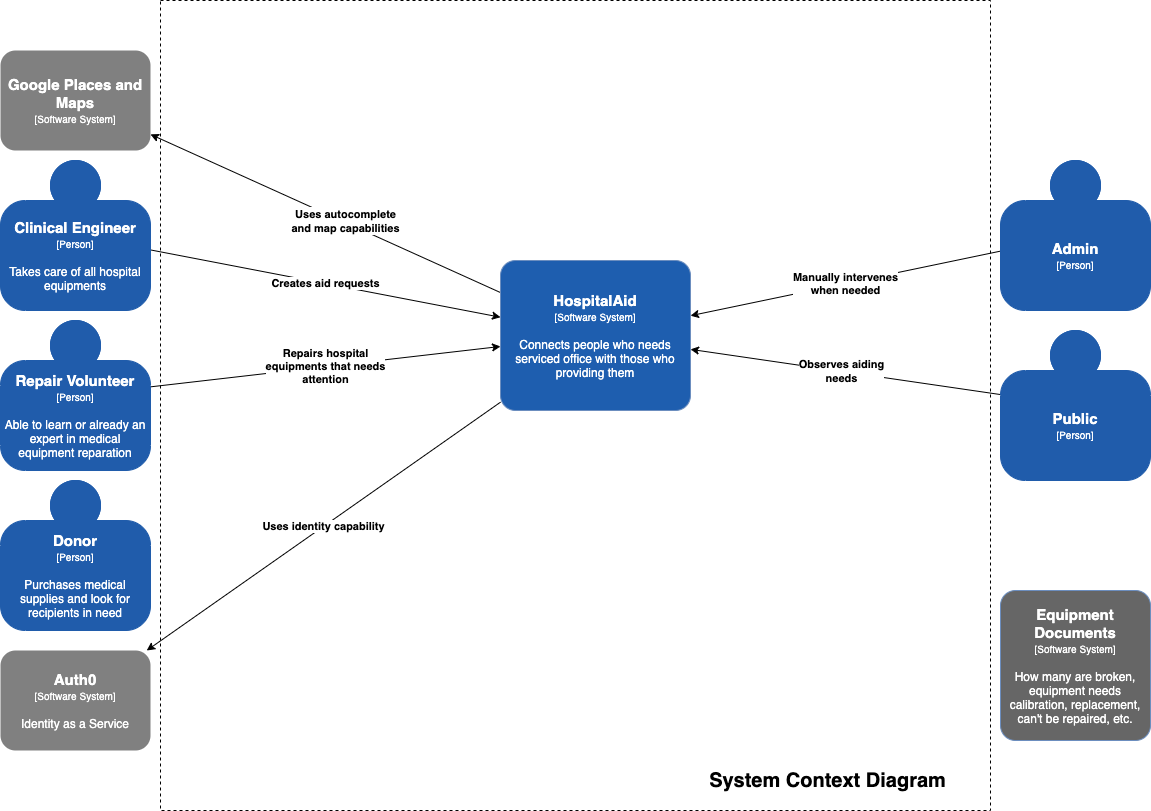 Google Places and
Maps
[Software System]
Clinical Engineer
[Person]
Takes care of all hospital
equipments
Repair Volunteer
[Person]
Able to learn or already an
expert in medical
equipment reparation
Donor
[Person]
Purchases medical
supplies and look for
recipients in need
Auth0
[Software System]
Identity as a Service
Uses autocomplete
and map capabilities
Creates aid requests
Repairs hospital
equipments that needs
attention
Uses identity capability
HospitalAid
[Software System]
Connects people who needs
serviced office with those who
providing them
Manually intervenes
when needed
Observes aiding
needs
Admin
[Person]
Public
[Person]
Equipment
Documents
[Software System]
How many are broken,
equipment needs
calibration, replacement,
can't be repaired, etc.
System Context Diagram